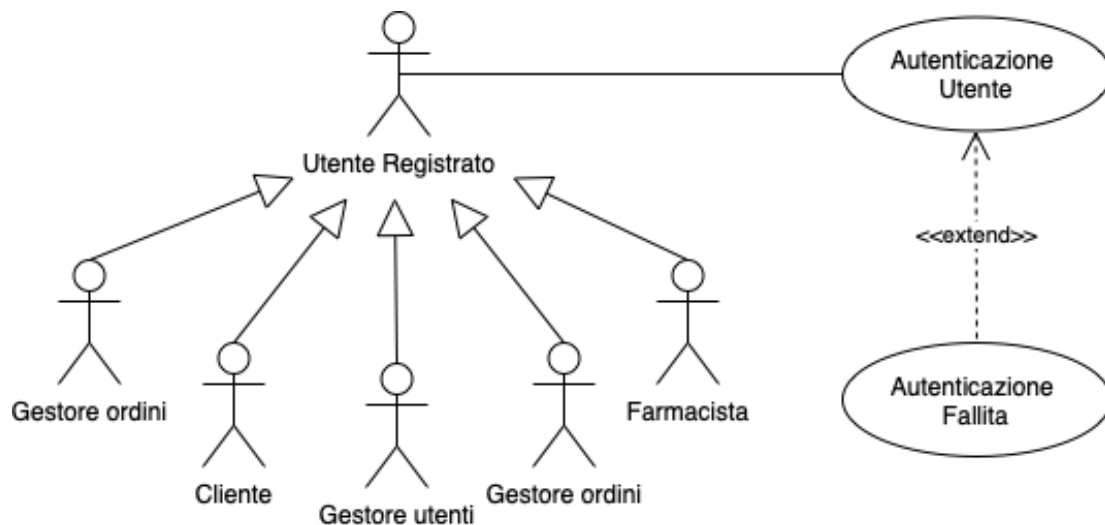 Autenticazione
Utente
Utente Registrato
<<extend>>
Gestore ordini
Farmacista
Autenticazione
Fallita
Cliente
Gestore utenti
Gestore ordini